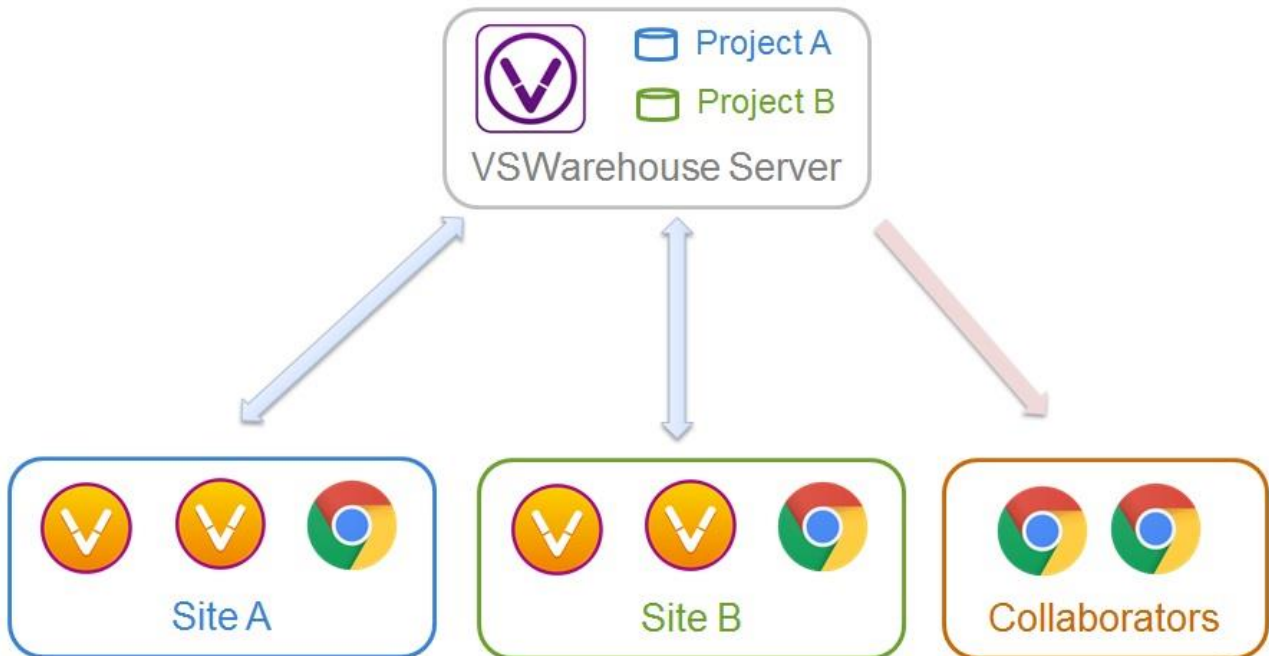 Project A
Project B
VSWarehouse Server
Site A
Site B
Collaborators